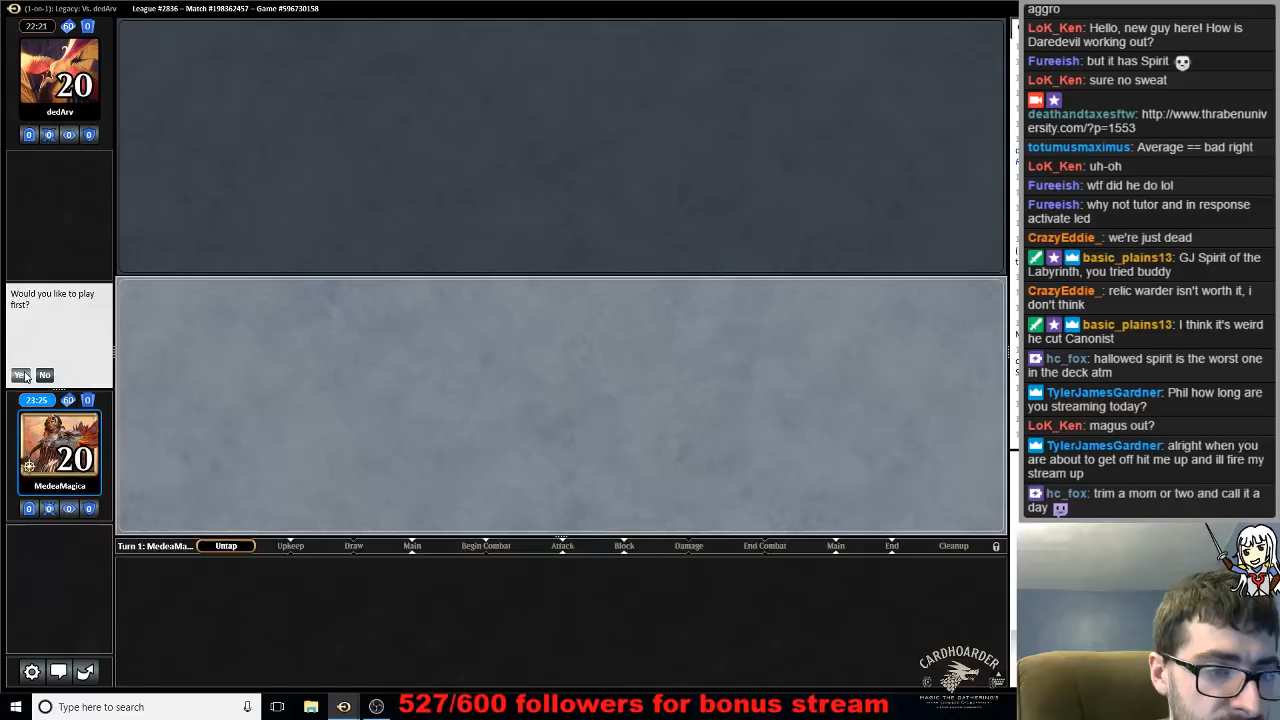 (1-on-1): Legacy: Vs. dedArv
League #2836 – Match #198362457 – Game #596730158
22:21
60
0
20
dedArv
0
0
0
0
Would you like to play
first?
Yes
No
23:25
60
0
20
MedeaMagica
0
0
0
0
Turn 1: MedeaMa...
Untap
Upkeep
Draw
Main
Begin Combat
Attack
Block
Damage
End Combat
Main
End
Cleanup
CARDHOARDER
MAGIC THE GATHERING
Type here to search
527/600 followers for bonus stream
aggro
LoK_Ken: Hello, new guy here! How is
Daredevil working out?
Fureeish: but it has Spirit
LoK_Ken: sure no sweat
deathandtaxesftw: http://www.thrabenuniv
ersity.com/?p=1553
totumusmaximus: Average == bad right
LoK_Ken: uh-oh
Fureeish: wtf did he do lol
Fureeish: why not tutor and in response
activate led
CrazyEddie_: we're just dead
basic_plains13: GJ Spirit of the
Labyrinth, you tried buddy
CrazyEddie_: relic warder isn't worth it, i
don't think
basic_plains13: I think it's weird
he cut Canonist
hc_fox: hallowed spirit is the worst one
in the deck atm
TylerJamesGardner: Phil how long are
you streaming today?
LoK_Ken: magus out?
TylerJamesGardner: alright when you
are about to get off hit me up and ill fire my
stream up
hc_fox: trim a mom or two and call it a
day